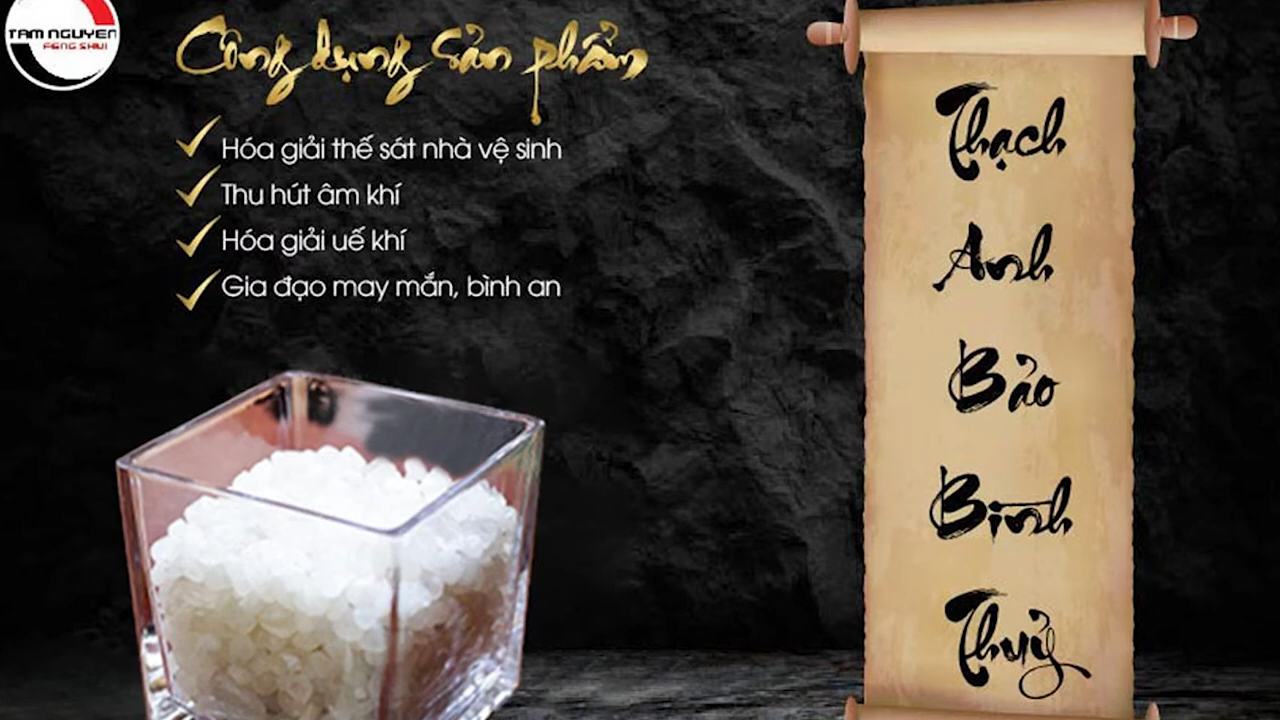 TAM NGUYEN
FENG SHUI
Công dụng sản phẩm
Hóa giải thế sát nhà vệ sinh
Thu hút âm khí
Hóa giải uế khí
Gia đạo may mắn, bình an
Thạch
Anh
Bảo
Bình
Thuỷ